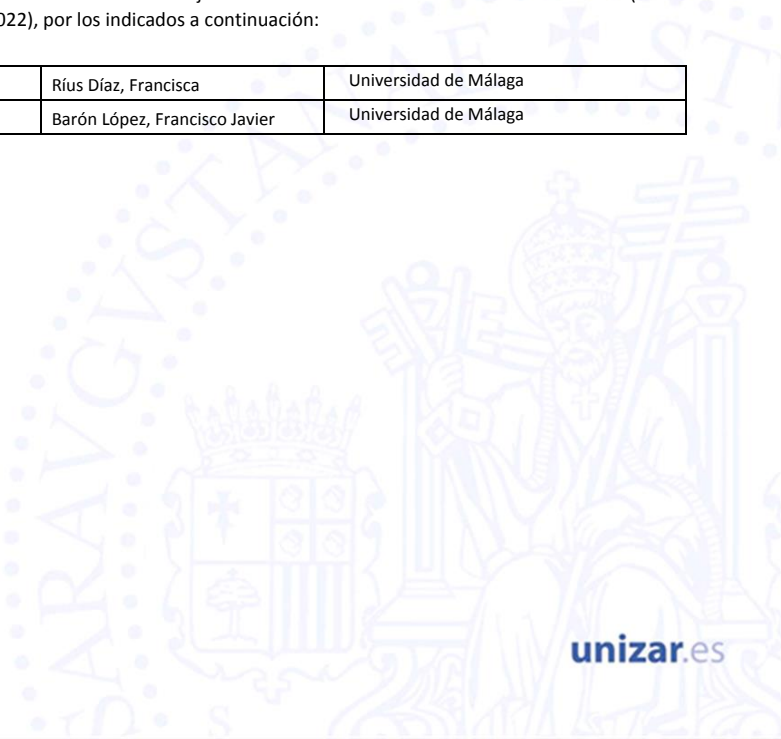 022), por los indicados a continuación:
Ríus Díaz, Francisca Universidad de Málaga
Barón López, Francisco Javier Universidad de Málaga
unizar.es